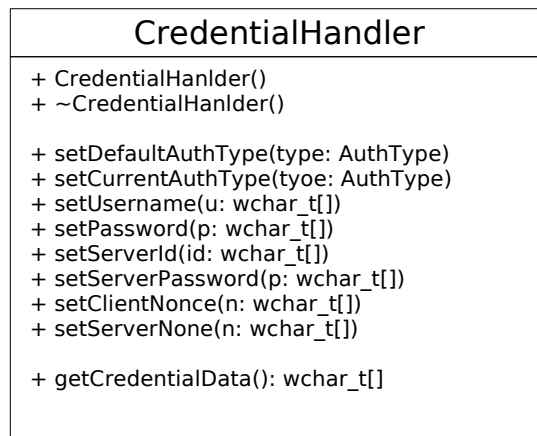 CredentialHandler
+ CredentialHanlder()
+ ~CredentialHanlder()
+ setDefaultAuthType(type: AuthType)
+ setCurrentAuthType(tyoe: AuthType)
+ setUsername(u: wchar_t[])
+ setPassword(p: wchar_t[])
+ setServerId(id: wchar_t[])
+ setServerPassword(p: wchar_t[])
+ setClientNonce(n: wchar_t[])
+ setServerNone(n: wchar_t[])
+ getCredentialData(): wchar_t[]